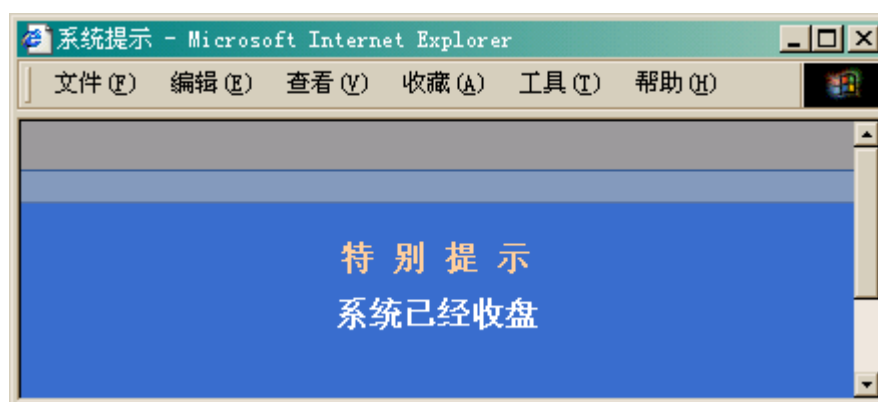 系统提示 - Microsoft Internet Explorer
文件(F) 编辑(E) 查看(V) 收藏(A) 工具(T) 帮助(H)
特 别 提 示
系统已经收盘